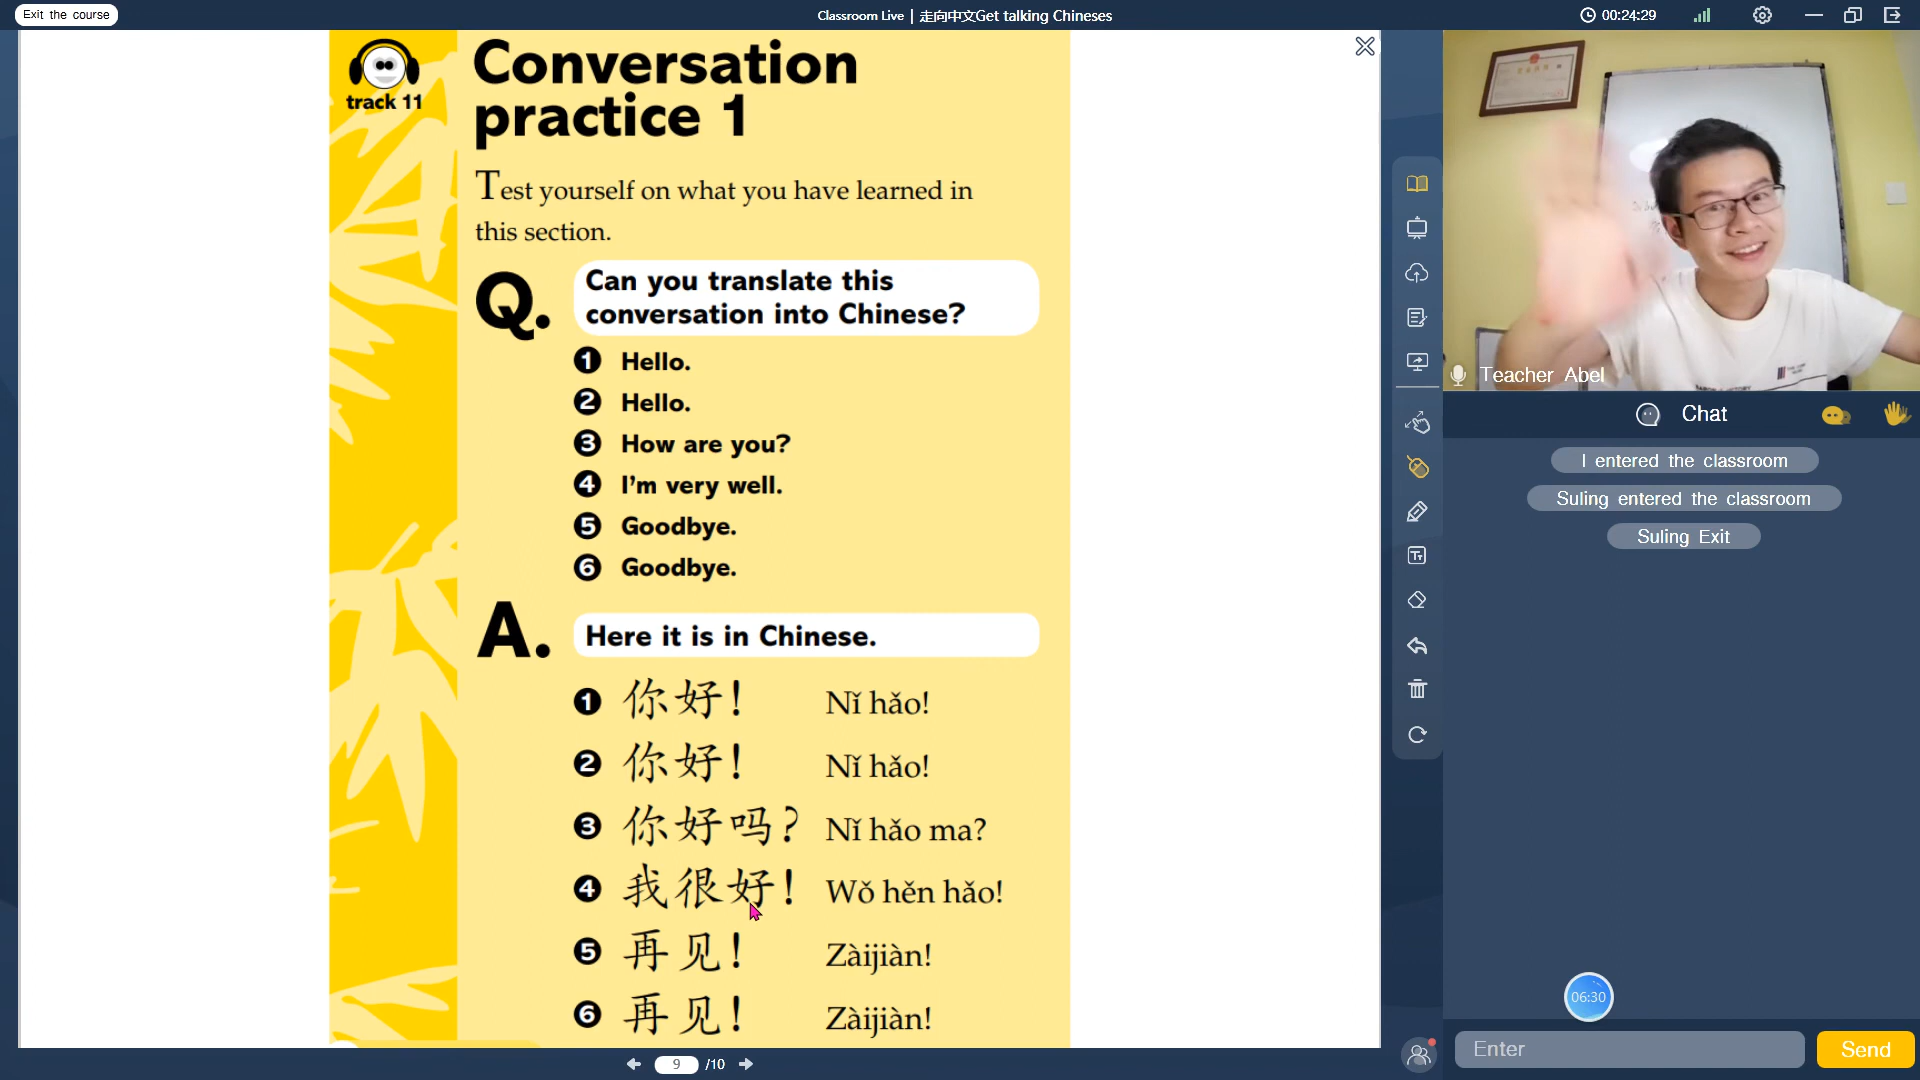 Exit the course
Classroom Live | 走向中文Get talking Chineses
00:24:29
track 11
Conversation
practice 1
Test yourself on what you have learned in
this section.
Q.
Can you translate this
conversation into Chinese?
1 Hello.
2 Hello.
3 How are you?
4 I'm very well.
5 Goodbye.
6 Goodbye.
A.
Here it is in Chinese.
1 你好! Nǐ hǎo!
2 你好! Nǐ hǎo!
3 你好吗? Nǐ hǎo ma?
4 我很好! Wǒ hěn hǎo!
5 再见! Zàijiàn!
6 再见! Zàijiàn!
9 /10
Teacher Abel
Chat
I entered the classroom
Suling entered the classroom
Suling Exit
06:30
Enter
Send